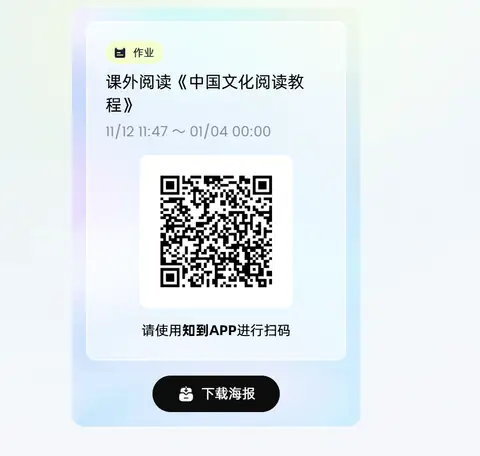 作业
课外阅读《中国文化阅读教
程》
11/12 11:47 ～ 01/04 00:00
请使用知到APP进行扫码
下载海报